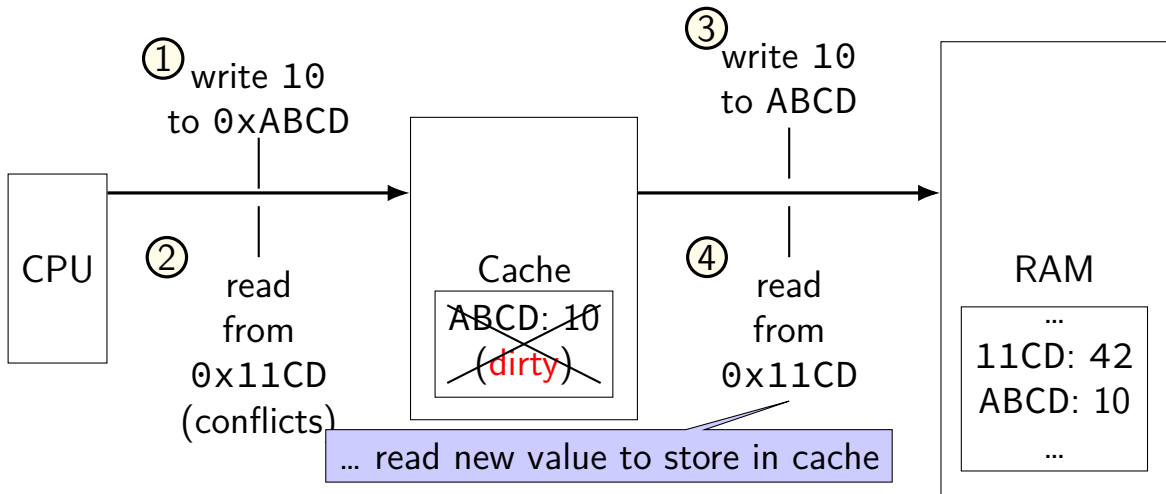 1
write 10
to 0xABCD
3
write 10
to ABCD
CPU
2
read
from
0x11CD
(conflicts)
Cache
ABCD: 10
(dirty)
4
read
from
0x11CD
RAM
...
11CD: 42
ABCD: 10
...
... read new value to store in cache